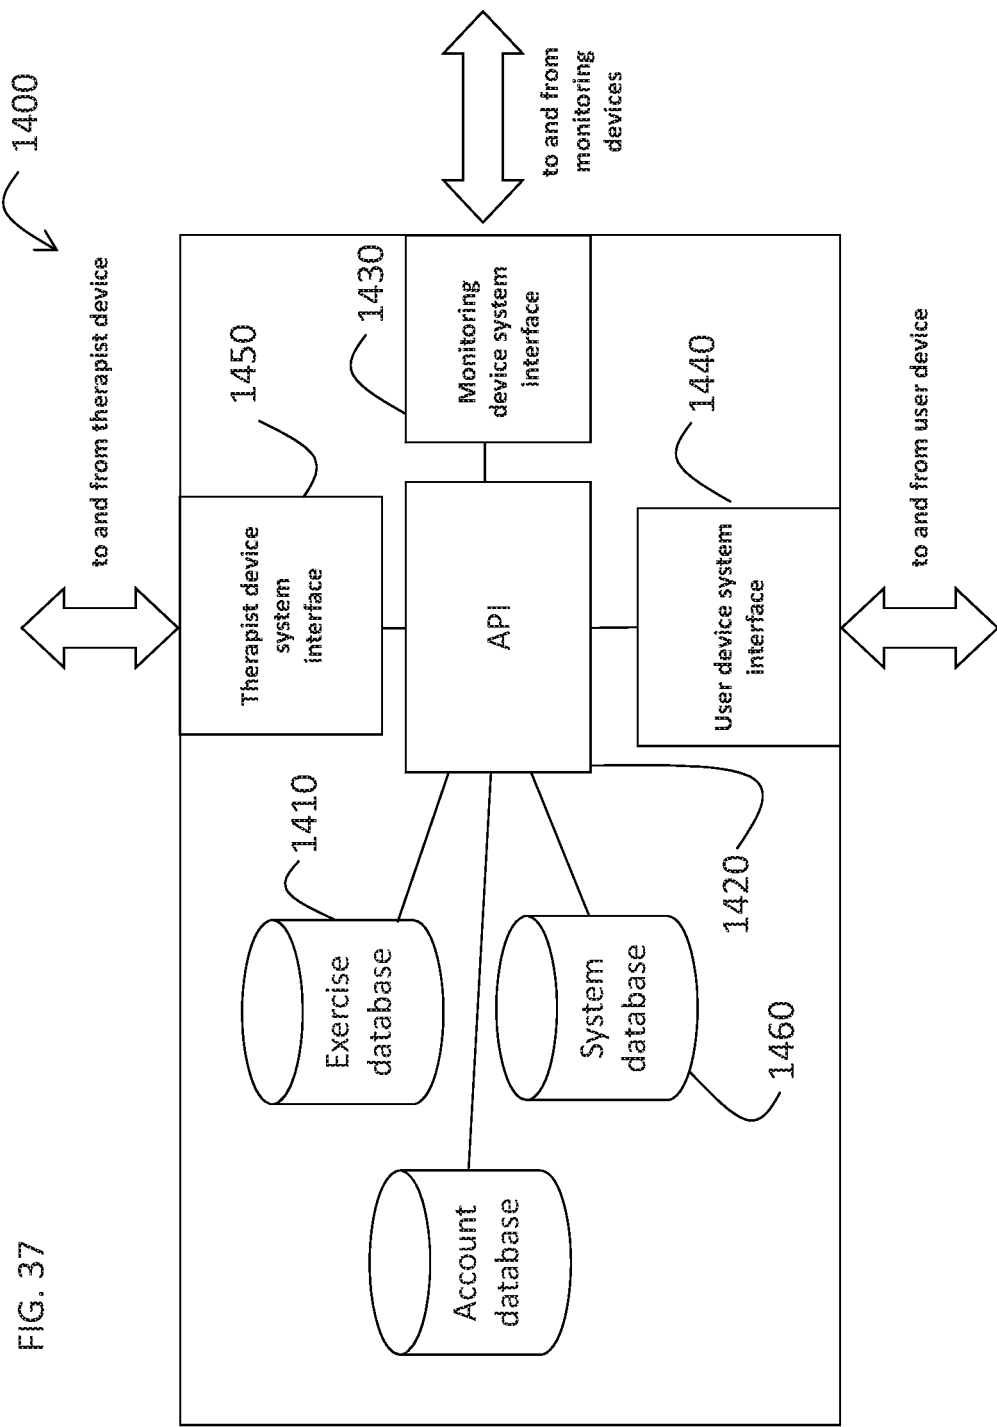 FIG. 37
1400
to and from therapist device
1450
Therapist device
system
interface
1410
Exercise
database
1430
Monitoring
device system
interface
to and from
monitoring
devices
API
Account
database
System
database
1460
1420
1440
User device system
interface
to and from user device